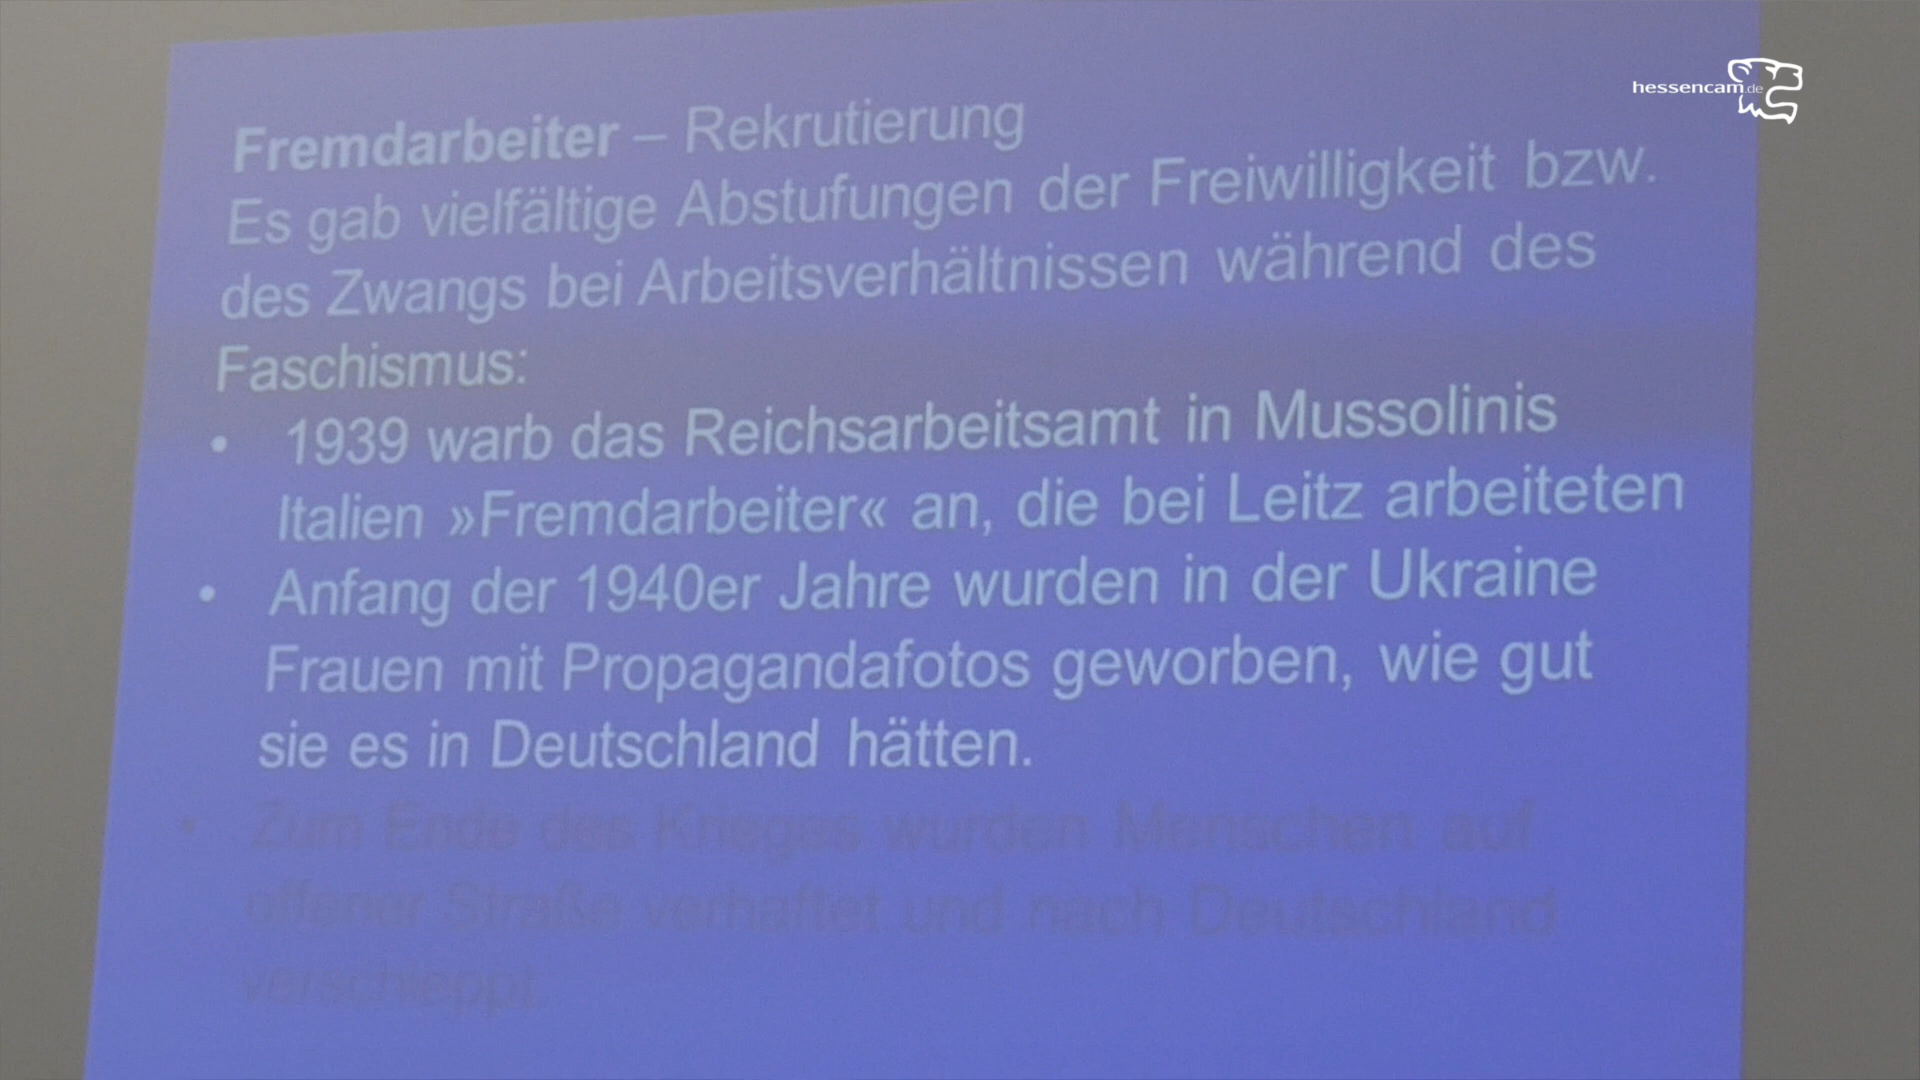 hessencam.de
Fremdarbeiter – Rekrutierung
Es gab vielfältige Abstufungen der Freiwilligkeit bzw.
des Zwangs bei Arbeitsverhältnissen während des
Faschismus:
• 1939 warb das Reichsarbeitsamt in Mussolinis
Italien »Fremdarbeiter« an, die bei Leitz arbeiteten
• Anfang der 1940er Jahre wurden in der Ukraine
Frauen mit Propagandafotos geworben, wie gut
sie es in Deutschland hätten.
• Zum Ende des Krieges wurden Menschen auf
offener Straße verhaftet und nach Deutschland
verschleppt.